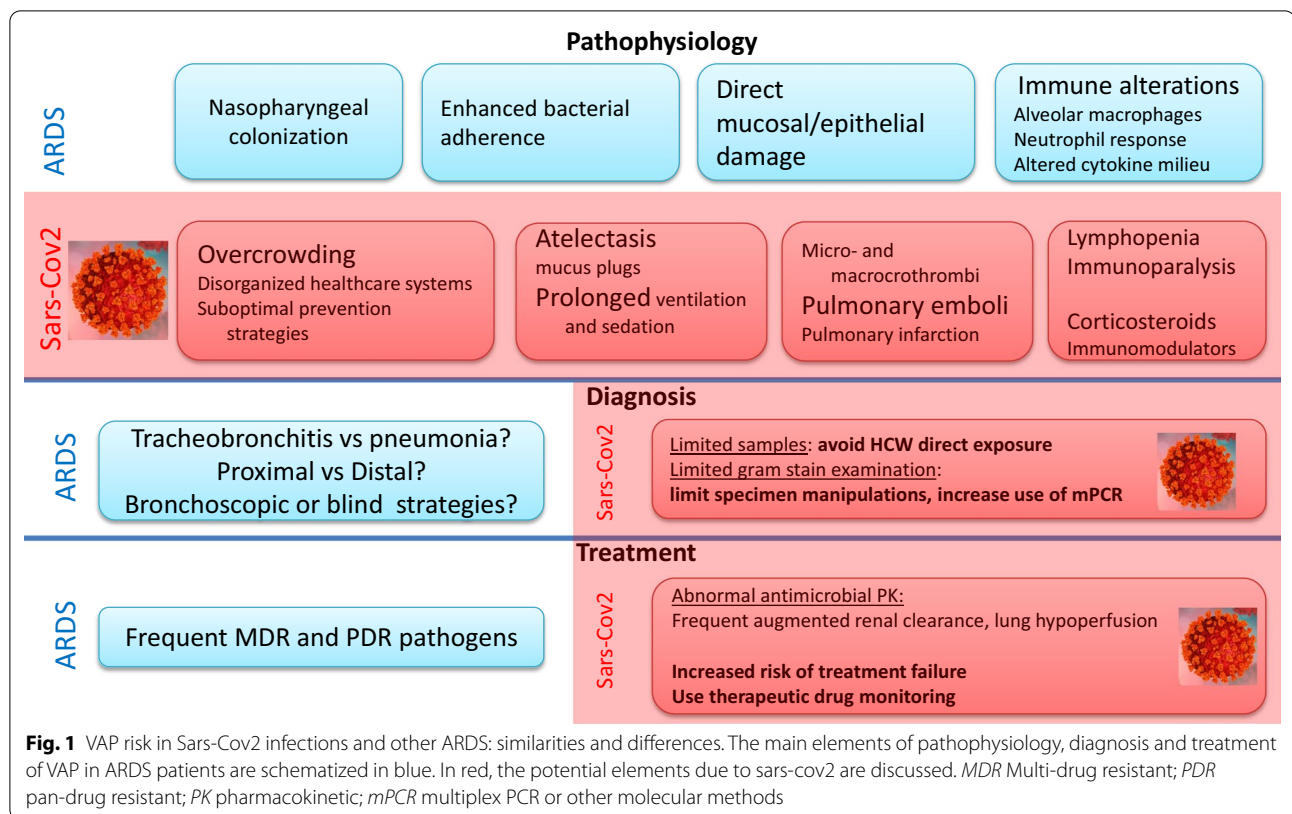 Pathophysiology
ARDS
Nasopharyngeal
colonization
Enhanced bacterial
adherence
Direct
mucosal/epithelial
damage
Immune alterations
Alveolar macrophages
Neutrophil response
Altered cytokine milieu
Sars-Cov2
Overcrowding
Disorganized healthcare systems
Suboptimal prevention
strategies
Atelectasis
mucus plugs
Prolonged ventilation
and sedation
Micro- and
macrocrothrombi
Pulmonary emboli
Pulmonary infarction
Lymphopenia
Immunoparalysis
Corticosteroids
Immunomodulators
Diagnosis
ARDS
Tracheobronchitis vs pneumonia?
Proximal vs Distal?
Bronchoscopic or blind strategies?
Sars-Cov2
Limited samples: avoid HCW direct exposure
Limited gram stain examination:
limit specimen manipulations, increase use of mPCR
Treatment
ARDS
Frequent MDR and PDR pathogens
Sars-Cov2
Abnormal antimicrobial PK:
Frequent augmented renal clearance, lung hypoperfusion
Increased risk of treatment failure
Use therapeutic drug monitoring
Fig. 1 VAP risk in Sars-Cov2 infections and other ARDS: similarities and differences. The main elements of pathophysiology, diagnosis and treatment
of VAP in ARDS patients are schematized in blue. In red, the potential elements due to sars-cov2 are discussed. MDR Multi-drug resistant; PDR
pan-drug resistant; PK pharmacokinetic; mPCR multiplex PCR or other molecular methods